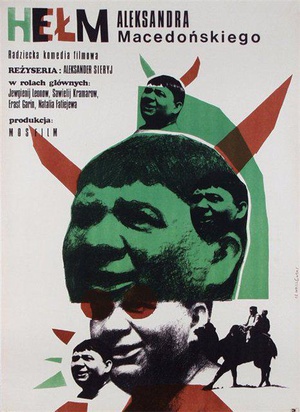 HEŁM ALEKSANDRA
Macedońskiego
Radziecka komedia filmowa
REŻYSERIA: ALEKSANDER SIERYJ
w rolach głównych:
Jewgienij Leonow, Sawielij Kramarow,
Erast Garin, Natalia Fatiejewa
produkcja:
MOSFILM